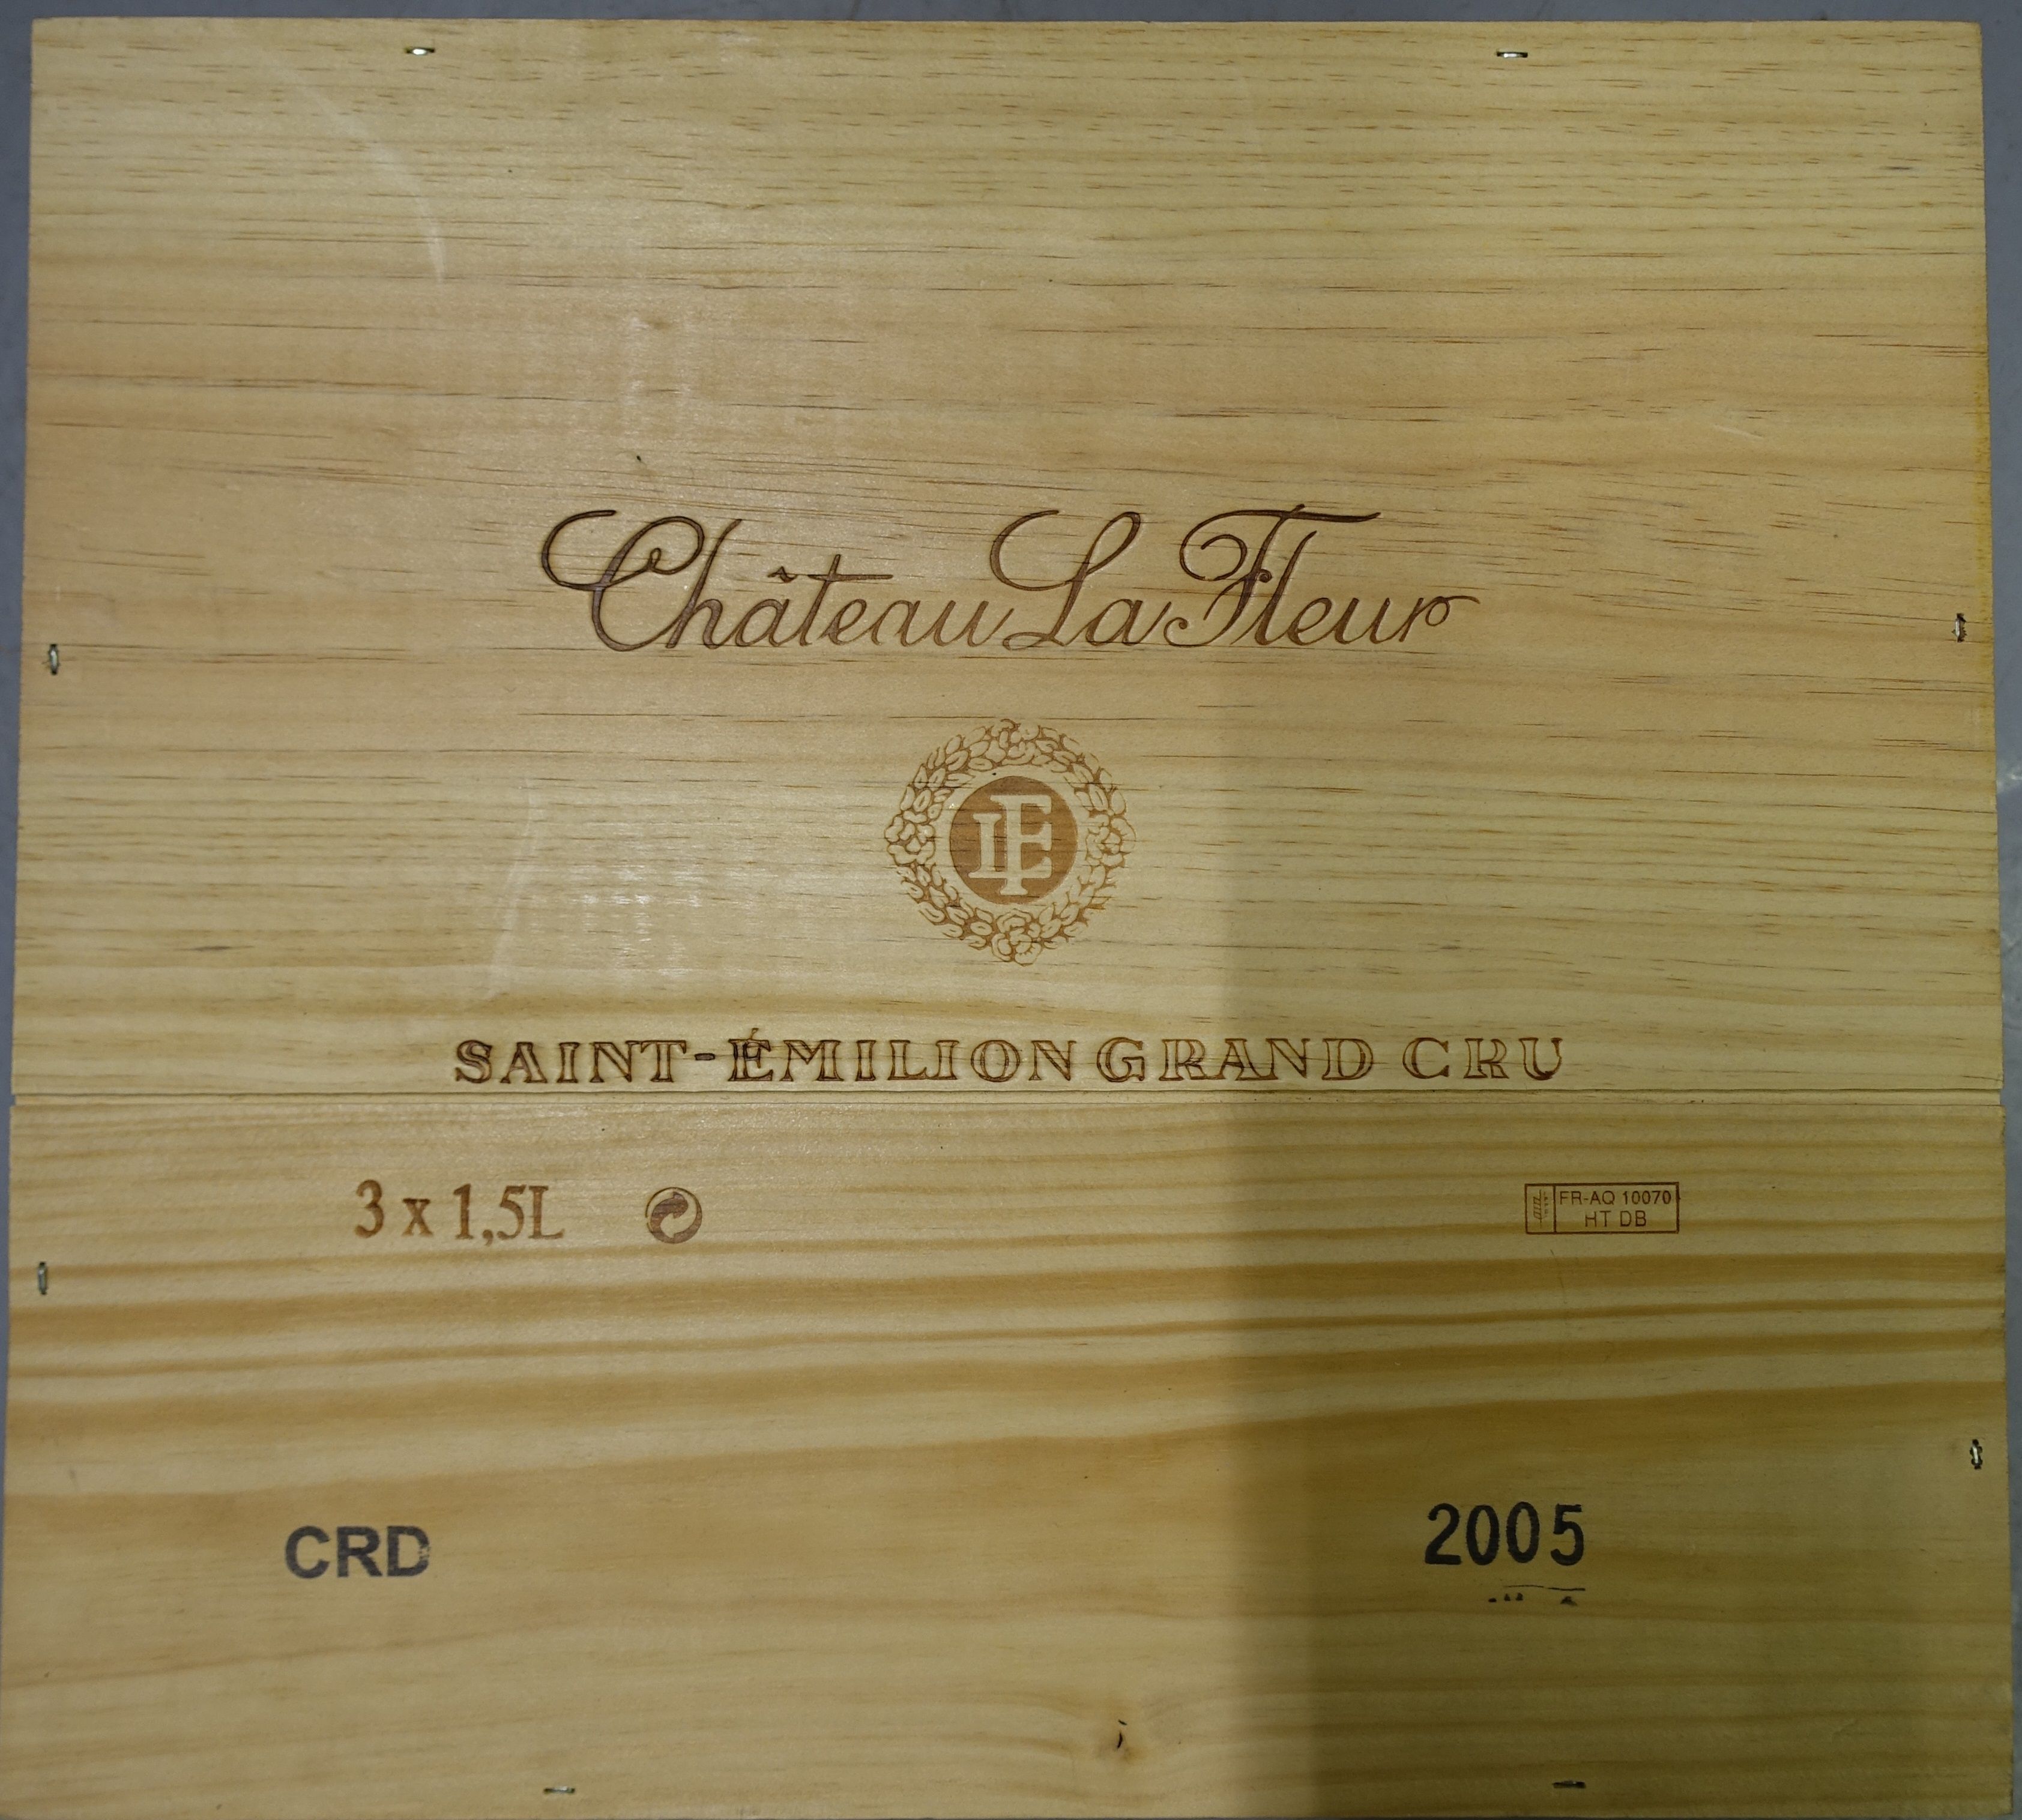 Château La Fleur
LF
SAINT-ÉMILION GRAND CRU
3 x 1,5L
FR-AQ 10070
HT DB
CRD
2005